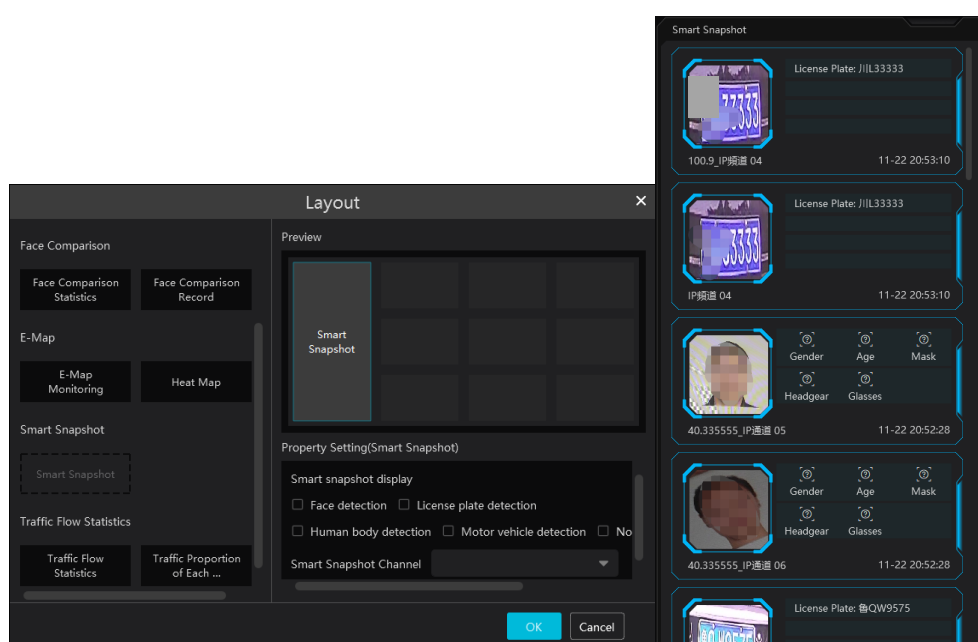 Smart Snapshot
License Plate: 川L33333
100.9_IP频道 04
11-22 20:53:10
License Plate: 川L33333
IP频道 04
11-22 20:53:10
Gender
Age
Mask
Headgear
Glasses
40.335555_IP通道 05
11-22 20:52:28
Gender
Age
Mask
Headgear
Glasses
40.335555_IP通道 06
11-22 20:52:28
License Plate: 鲁QW9575
Layout
Face Comparison
Face Comparison
Statistics
Face Comparison
Record
E-Map
E-Map
Monitoring
Heat Map
Smart Snapshot
Smart Snapshot
Traffic Flow Statistics
Traffic Flow
Statistics
Traffic Proportion
of Each ...
Preview
Smart
Snapshot
Property Setting(Smart Snapshot)
Smart snapshot display
Face detection
License plate detection
Human body detection
Motor vehicle detection
No
Smart Snapshot Channel
OK
Cancel